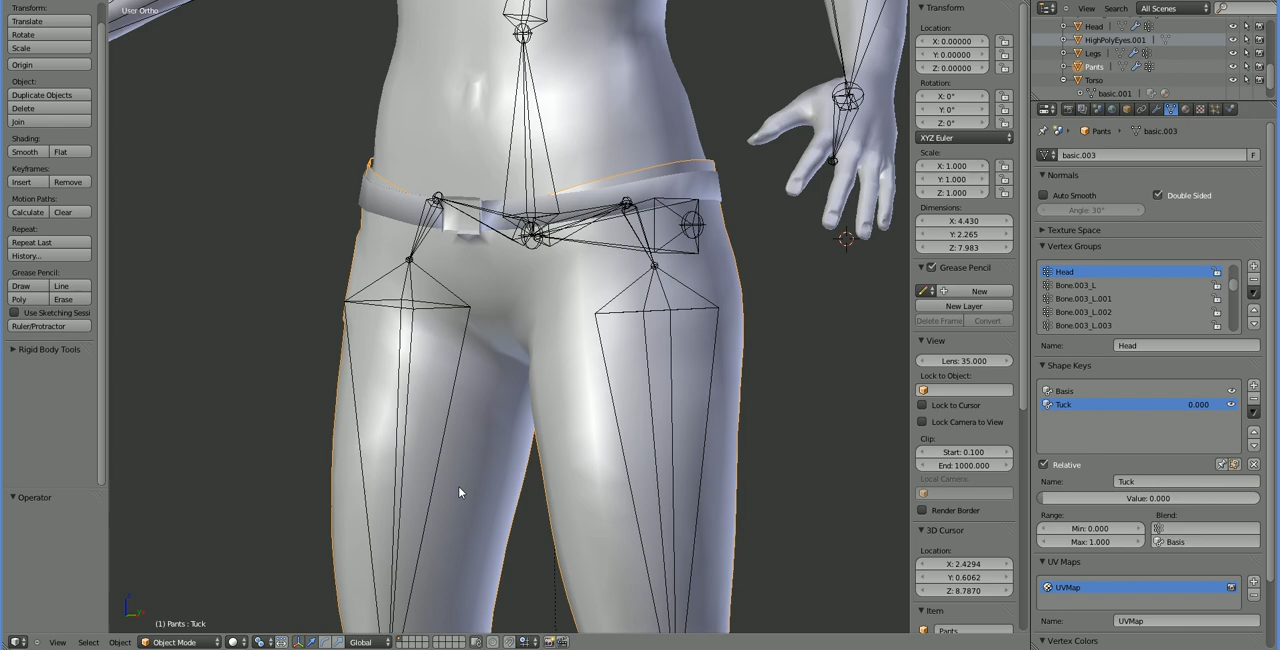 Transform:
Translate
Rotate
Scale
Origin
Object:
Duplicate Objects
Delete
Join
Shading:
Smooth Flat
Keyframes:
Insert Remove
Motion Paths:
Calculate Clear
Repeat:
Repeat Last
History...
Grease Pencil:
Draw Line
Poly Erase
Use Sketching Sessi
Ruler/Protractor
Rigid Body Tools
Operator
User Ortho
(1) Pants : Tuck
View Select Object Object Mode Global
Transform
Location:
X: 0.00000
Y: 0.00000
Z: 0.00000
Rotation:
X: 0°
Y: 0°
Z: 0°
XYZ Euler
Scale:
X: 1.000
Y: 1.000
Z: 1.000
Dimensions:
X: 4.430
Y: 2.265
Z: 7.983
Grease Pencil
New
New Layer
Delete Frame Convert
View
Lens: 35.000
Lock to Object:
Lock to Cursor
Lock Camera to View
Clip:
Start: 0.100
End: 1000.000
Local Camera:
Render Border
3D Cursor
Location:
X: 2.4294
Y: 0.6062
Z: 8.7870
Item
Pants
View Search All Scenes
Head
HighPolyEyes.001
Legs
Pants
Torso
basic.001
Pants basic.003
basic.003 F
Normals
Auto Smooth Double Sided
Angle: 30°
Texture Space
Vertex Groups
Head
Bone.003_L
Bone.003_L.001
Bone.003_L.002
Bone.003_L.003
Name: Head
Shape Keys
Basis
Tuck 0.000
Relative
Name: Tuck
Value: 0.000
Range: Blend:
Min: 0.000
Max: 1.000 Basis
UV Maps
UVMap
Name: UVMap
Vertex Colors